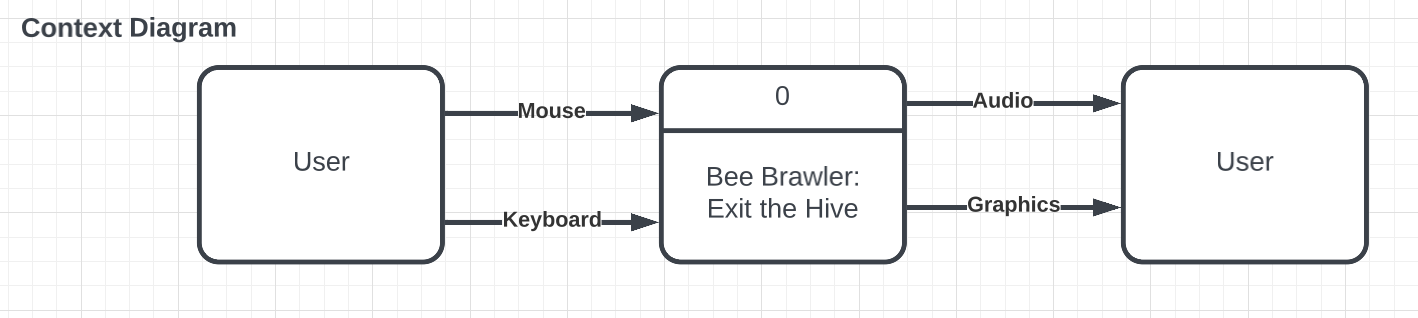 Context Diagram
User
Mouse
Keyboard
0
Bee Brawler:
Exit the Hive
Audio
Graphics
User